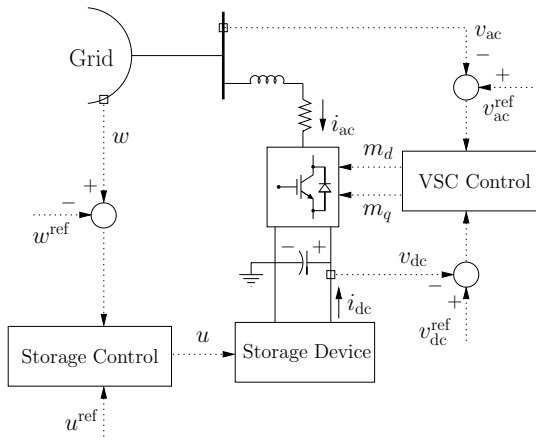 Grid
v_ac
−
+
v_ac^ref
i_ac
w
m_d
VSC Control
+
−
m_q
w^ref
− +
v_dc
−
+
i_dc
v_dc^ref
u
Storage Control
Storage Device
u^ref